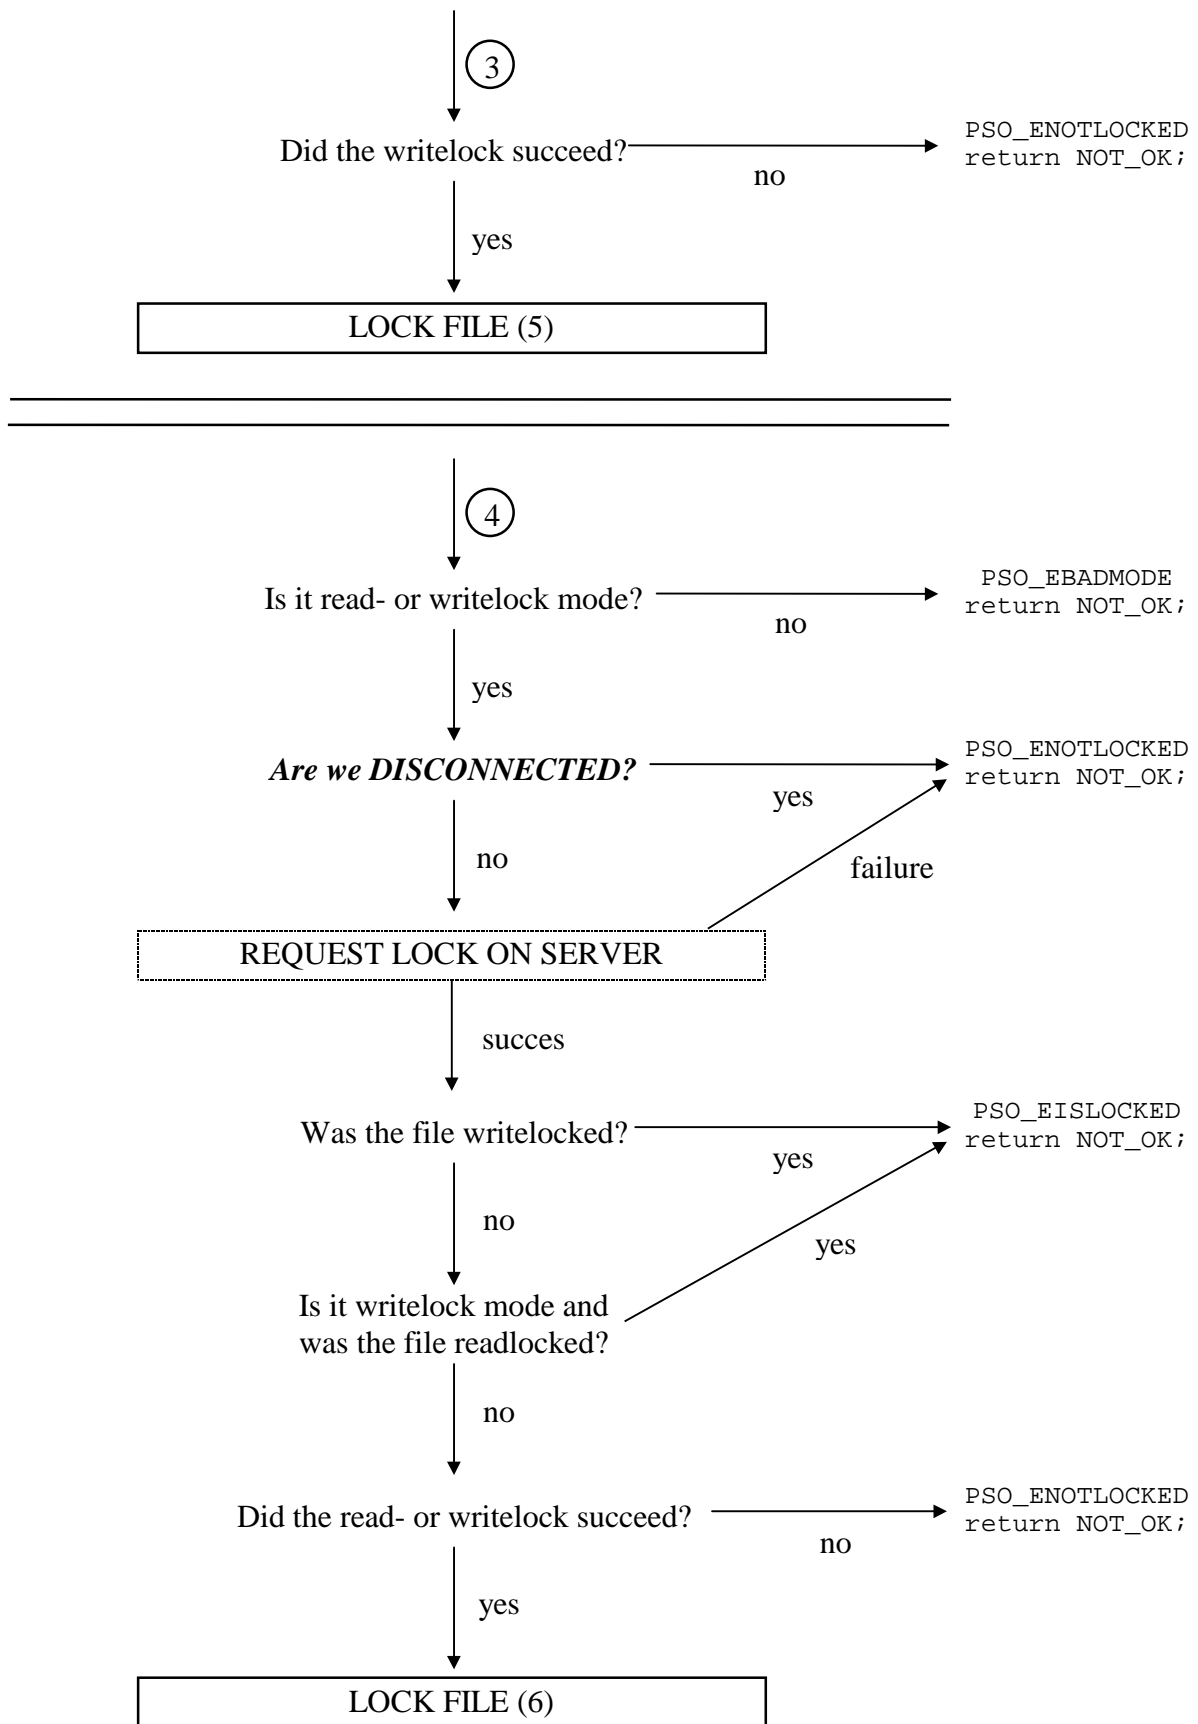 3
Did the writelock succeed?
no
PSO_ENOTLOCKED
return NOT_OK;
yes
LOCK FILE (5)
4
Is it read- or writelock mode?
no
PSO_EBADMODE
return NOT_OK;
yes
Are we DISCONNECTED?
yes
PSO_ENOTLOCKED
return NOT_OK;
no
failure
REQUEST LOCK ON SERVER
succes
Was the file writelocked?
yes
PSO_EISLOCKED
return NOT_OK;
no
yes
Is it writelock mode and
was the file readlocked?
no
Did the read- or writelock succeed?
no
PSO_ENOTLOCKED
return NOT_OK;
yes
LOCK FILE (6)